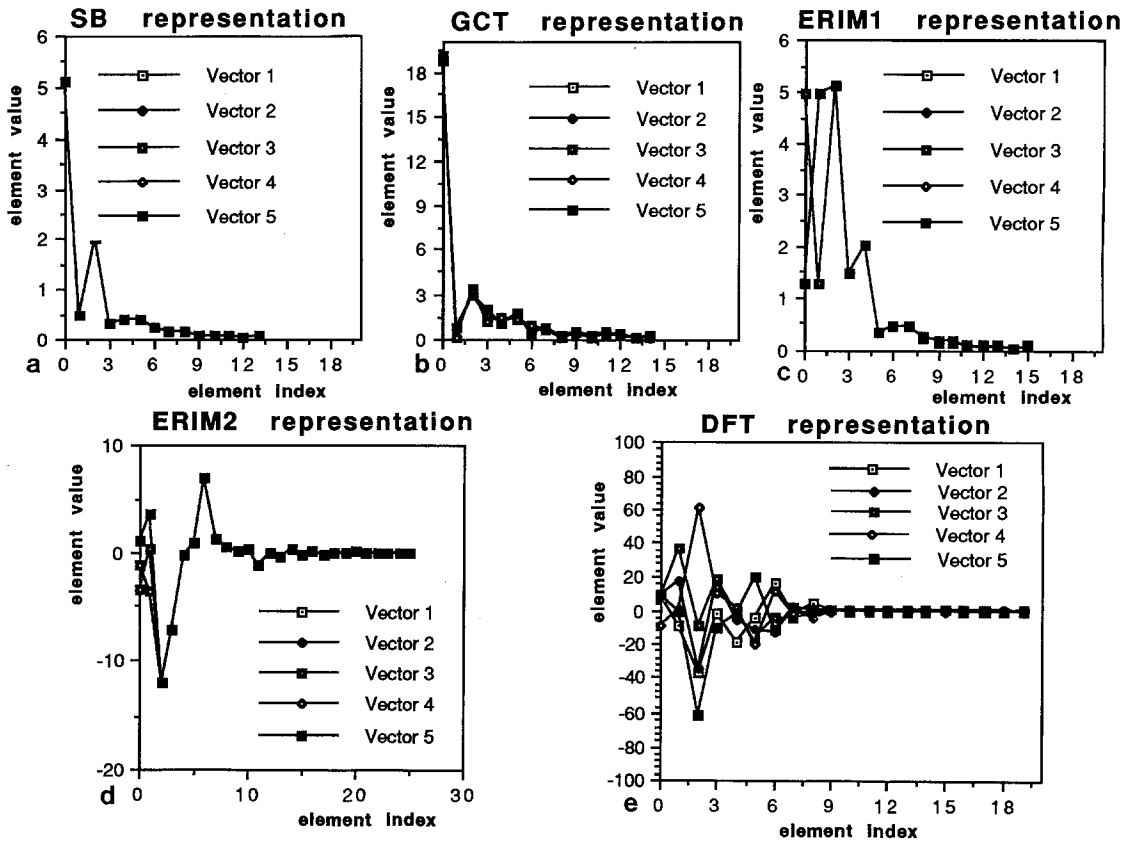 SB representation
6
5
4
3
2
1
0
element value
Vector 1
Vector 2
Vector 3
Vector 4
Vector 5
a
0 3 6 9 12 15 18
element index
GCT representation
18
15
12
9
6
3
0
element value
Vector 1
Vector 2
Vector 3
Vector 4
Vector 5
b
0 3 6 9 12 15 18
element index
ERIM1 representation
6
5
4
3
2
1
0
element value
Vector 1
Vector 2
Vector 3
Vector 4
Vector 5
c
0 3 6 9 12 15 18
element index
ERIM2 representation
10
0
-10
-20
element value
Vector 1
Vector 2
Vector 3
Vector 4
Vector 5
d
0 10 20 30
element index
DFT representation
100
80
60
40
20
0
-20
-40
-60
-80
-100
element value
Vector 1
Vector 2
Vector 3
Vector 4
Vector 5
e
0 3 6 9 12 15 18
element index